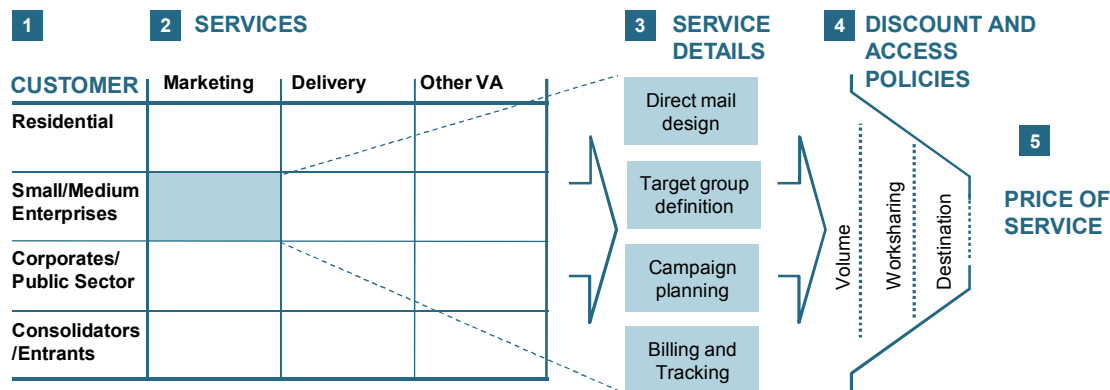 1
2 SERVICES
3 SERVICE
DETAILS
4 DISCOUNT AND
ACCESS
POLICIES
CUSTOMER Marketing Delivery Other VA
Residential
Small/Medium
Enterprises
Corporates/
Public Sector
Consolidators
/Entrants
Direct mail
design
Target group
definition
Campaign
planning
Billing and
Tracking
Volume
Worksharing
Destination
5
PRICE OF
SERVICE